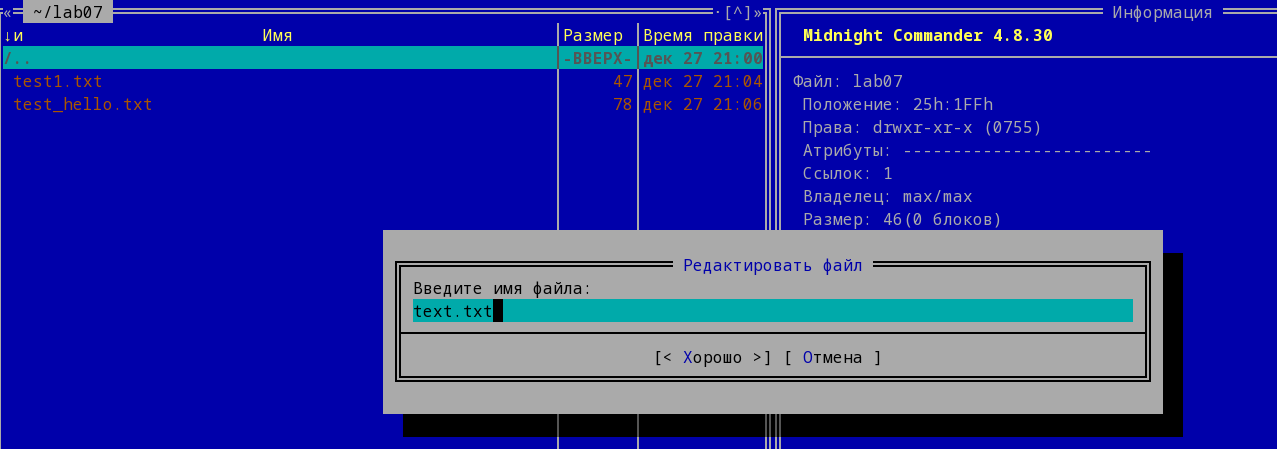 « ~/lab07 ·[^]»
↓и Имя Размер Время правки
/.. -ВВЕРХ- дек 27 21:00
test1.txt 47 дек 27 21:04
test_hello.txt 78 дек 27 21:06
Информация
Midnight Commander 4.8.30
Файл: lab07
Положение: 25h:1FFh
Права: drwxr-xr-x (0755)
Атрибуты: -------------------------
Ссылок: 1
Владелец: max/max
Размер: 46(0 блоков)
Редактировать файл
Введите имя файла:
text.txt
[< Хорошо >] [ Отмена ]